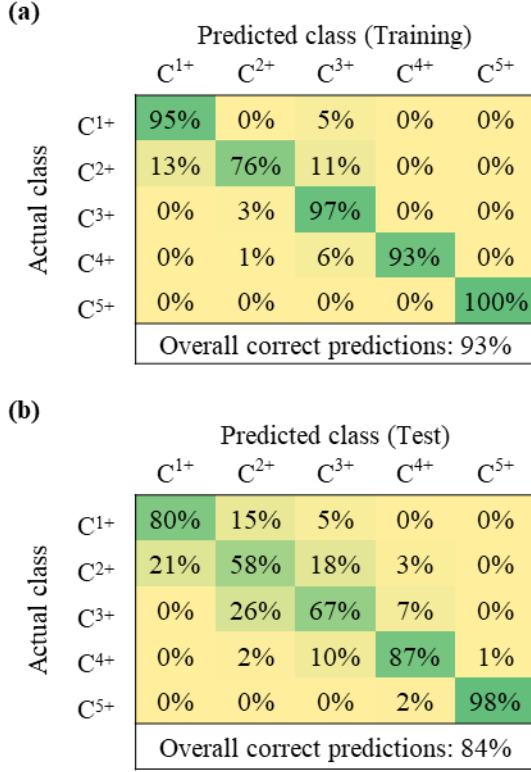 (a)
Predicted class (Training)
C¹⁺ C²⁺ C³⁺ C⁴⁺ C⁵⁺
Actual class
C¹⁺ 95% 0% 5% 0% 0%
C²⁺ 13% 76% 11% 0% 0%
C³⁺ 0% 3% 97% 0% 0%
C⁴⁺ 0% 1% 6% 93% 0%
C⁵⁺ 0% 0% 0% 0% 100%
Overall correct predictions: 93%
(b)
Predicted class (Test)
C¹⁺ C²⁺ C³⁺ C⁴⁺ C⁵⁺
Actual class
C¹⁺ 80% 15% 5% 0% 0%
C²⁺ 21% 58% 18% 3% 0%
C³⁺ 0% 26% 67% 7% 0%
C⁴⁺ 0% 2% 10% 87% 1%
C⁵⁺ 0% 0% 0% 2% 98%
Overall correct predictions: 84%